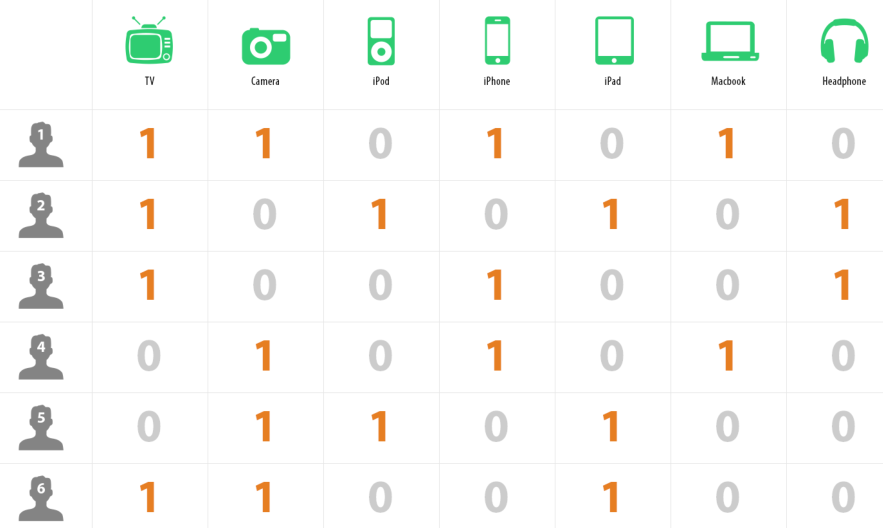 TV Camera iPod iPhone iPad Macbook Headphone
1 1 1 0 1 0 1 0
2 1 0 1 0 1 0 1
3 1 0 0 1 0 0 1
4 0 1 0 1 0 1 0
5 0 1 1 0 1 0 0
6 1 1 0 0 1 0 0